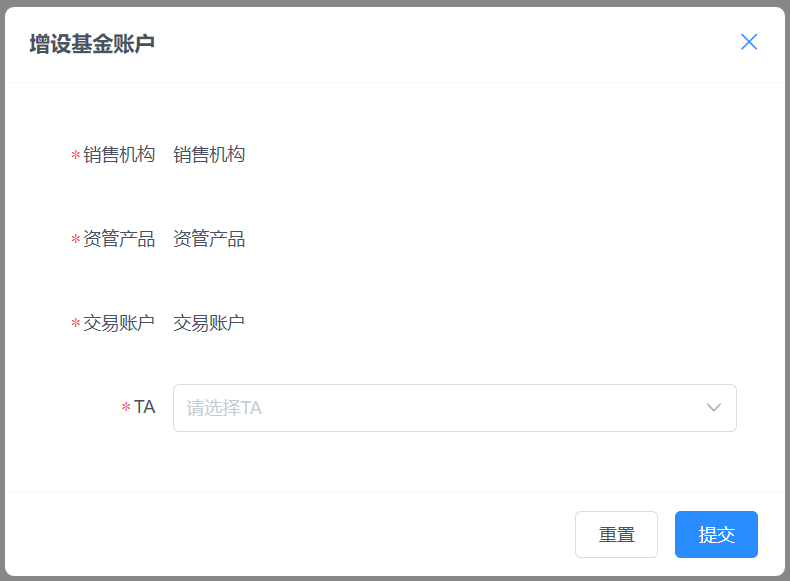 增设基金账户
*销售机构 销售机构
*资管产品 资管产品
*交易账户 交易账户
*TA 请选择TA
重置 提交